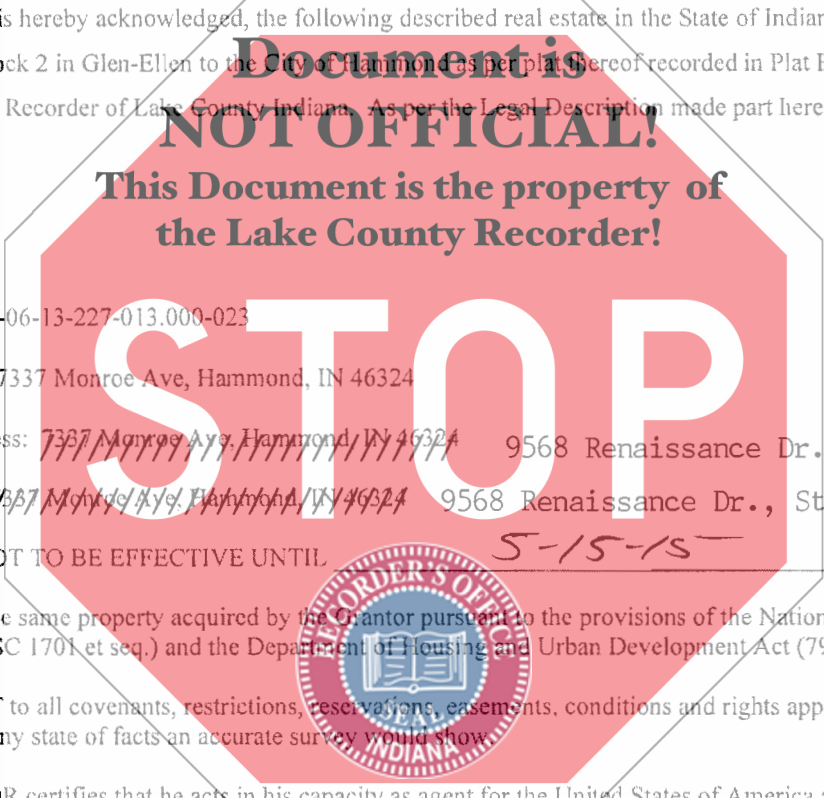 is hereby acknowledged, the following described real estate in the State of Indian
ock 2 in Glen-Ellen to the City of Hammond as per plat thereof recorded in Plat B
Document is
Recorder of Lake County Indiana. As per the Legal Description made part here
NOT OFFICIAL!
This Document is the property of
the Lake County Recorder!
STOP
-06-13-227-013.000-023
7337 Monroe Ave, Hammond, IN 46324
ess: 7337 Monroe Ave, Hammond, IN 46324 9568 Renaissance Dr.
337 Monroe Ave, Hammond, IN 46324 9568 Renaissance Dr., St
OT TO BE EFFECTIVE UNTIL 5-15-15
RECORDER'S OFFICE
SEAL
INDIANA
e same property acquired by the Grantor pursuant to the provisions of the Nation
SC 1701 et seq.) and the Department of Housing and Urban Development Act (79
T to all covenants, restrictions, reservations, easements, conditions and rights app
ny state of facts an accurate survey would show.
R certifies that he acts in his capacity as agent for the United States of America